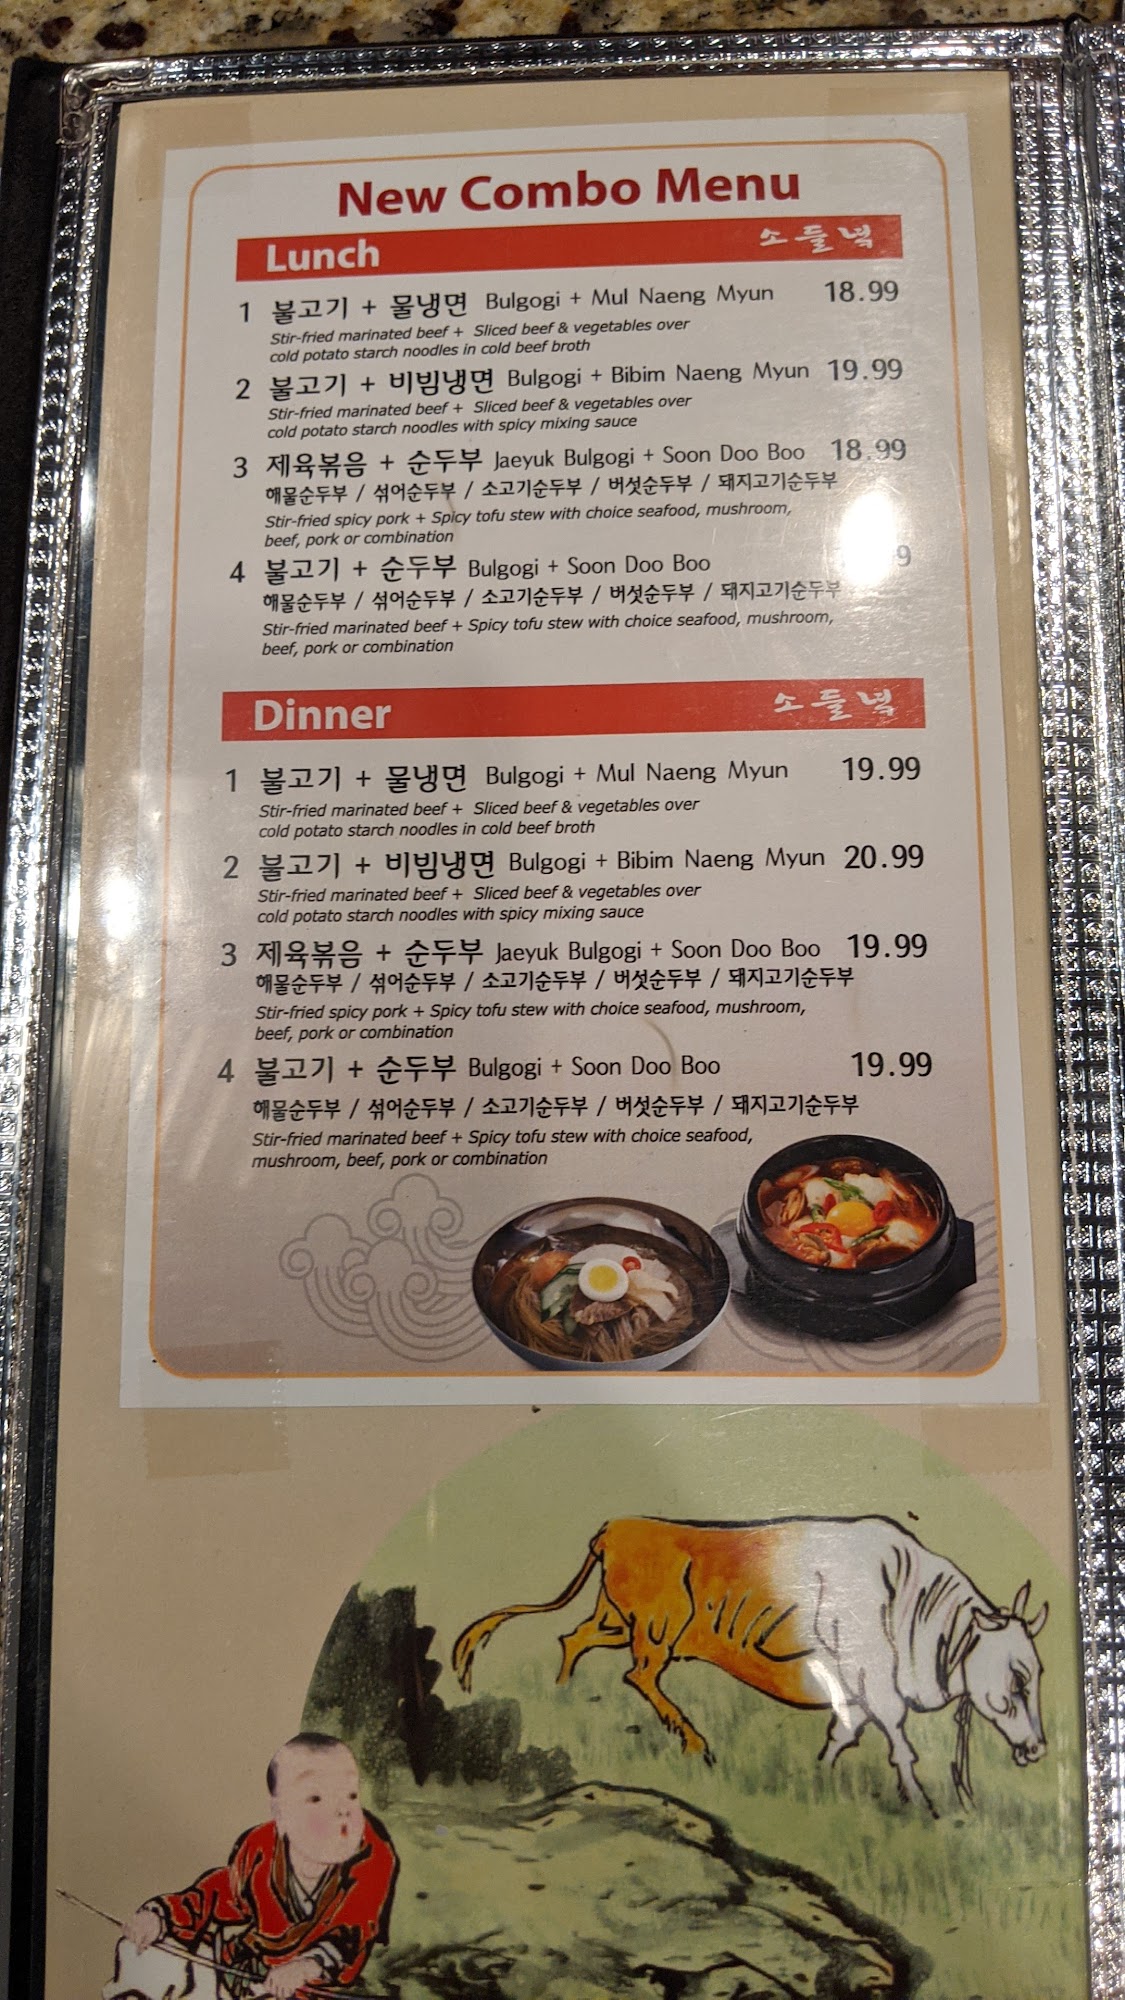 New Combo Menu
Lunch 소들녘
1 불고기 + 물냉면 Bulgogi + Mul Naeng Myun 18.99
Stir-fried marinated beef + Sliced beef & vegetables over
cold potato starch noodles in cold beef broth
2 불고기 + 비빔냉면 Bulgogi + Bibim Naeng Myun 19.99
Stir-fried marinated beef + Sliced beef & vegetables over
cold potato starch noodles with spicy mixing sauce
3 제육볶음 + 순두부 Jaeyuk Bulgogi + Soon Doo Boo 18.99
해물순두부 / 섞어순두부 / 소고기순두부 / 버섯순두부 / 돼지고기순두부
Stir-fried spicy pork + Spicy tofu stew with choice seafood, mushroom,
beef, pork or combination
4 불고기 + 순두부 Bulgogi + Soon Doo Boo
해물순두부 / 섞어순두부 / 소고기순두부 / 버섯순두부 / 돼지고기순두부
Stir-fried marinated beef + Spicy tofu stew with choice seafood, mushroom,
beef, pork or combination
Dinner 소들녘
1 불고기 + 물냉면 Bulgogi + Mul Naeng Myun 19.99
Stir-fried marinated beef + Sliced beef & vegetables over
cold potato starch noodles in cold beef broth
2 불고기 + 비빔냉면 Bulgogi + Bibim Naeng Myun 20.99
Stir-fried marinated beef + Sliced beef & vegetables over
cold potato starch noodles with spicy mixing sauce
3 제육볶음 + 순두부 Jaeyuk Bulgogi + Soon Doo Boo 19.99
해물순두부 / 섞어순두부 / 소고기순두부 / 버섯순두부 / 돼지고기순두부
Stir-fried spicy pork + Spicy tofu stew with choice seafood, mushroom,
beef, pork or combination
4 불고기 + 순두부 Bulgogi + Soon Doo Boo 19.99
해물순두부 / 섞어순두부 / 소고기순두부 / 버섯순두부 / 돼지고기순두부
Stir-fried marinated beef + Spicy tofu stew with choice seafood,
mushroom, beef, pork or combination